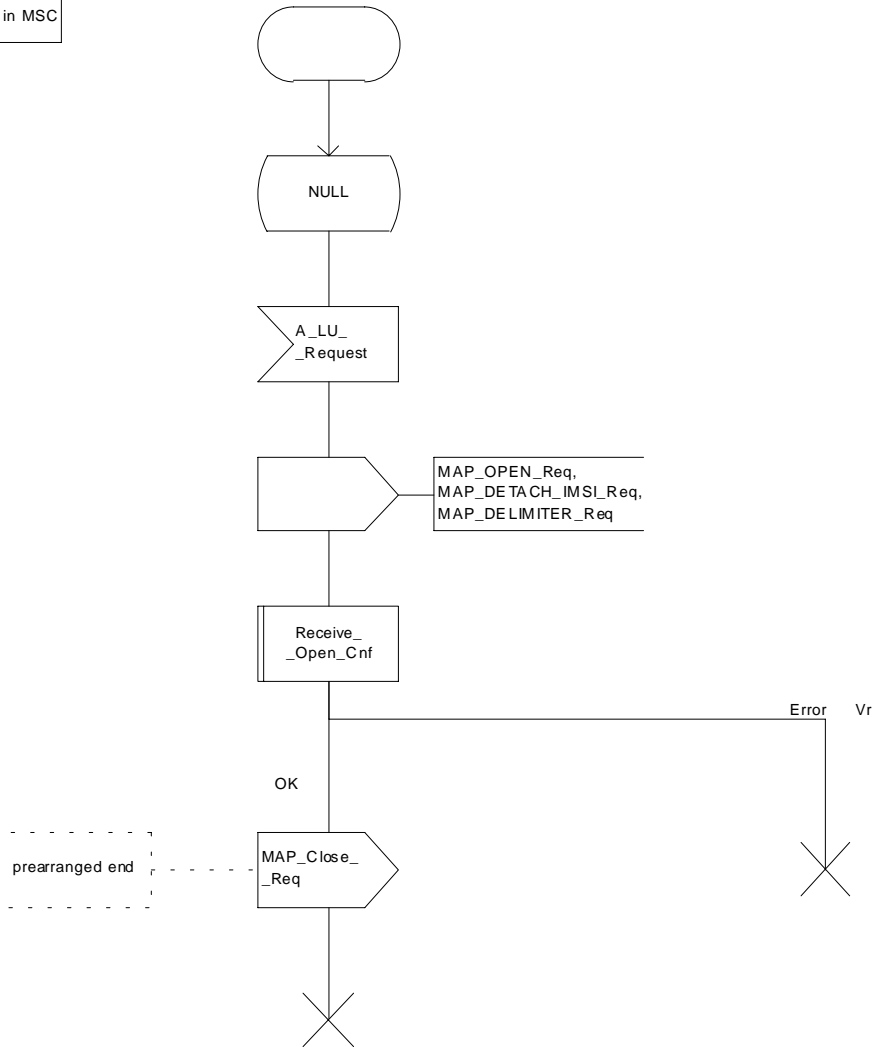 in MSC
NULL
A_LU_
_Request
MAP_OPEN_Req,
MAP_DETACH_IMSI_Req,
MAP_DELIMITER_Req
Receive_
_Open_Cnf
Error Vr
OK
prearranged end
MAP_Close_
_Req